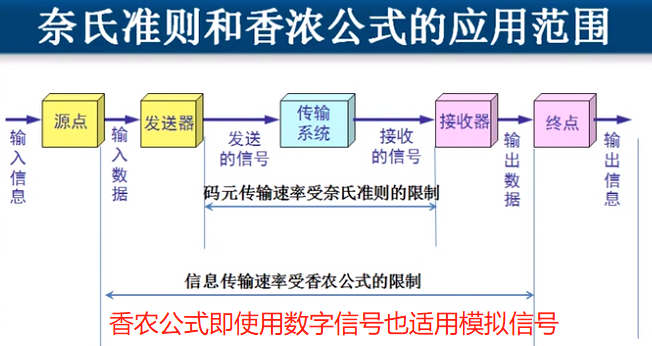 奈氏准则和香浓公式的应用范围
源点
发送器
传输
系统
接收器
终点
输入信息
输入数据
发送
的信号
接收
的信号
输出数据
输出信息
码元传输速率受奈氏准则的限制
信息传输速率受香农公式的限制
香农公式即使用数字信号也适用模拟信号